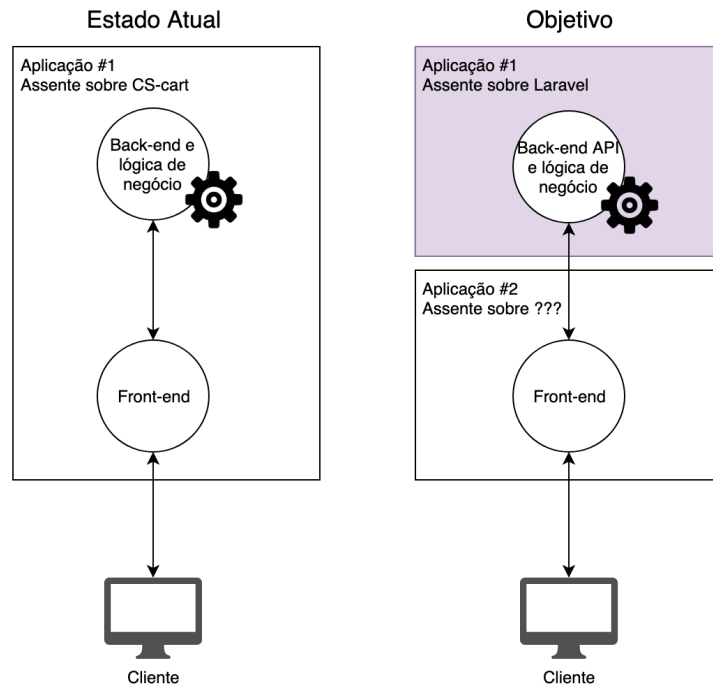 Estado Atual
Aplicação #1
Assente sobre CS-cart
Back-end e
lógica de
negócio
Front-end
Cliente
Objetivo
Aplicação #1
Assente sobre Laravel
Back-end API
e lógica de
negócio
Aplicação #2
Assente sobre ???
Front-end
Cliente